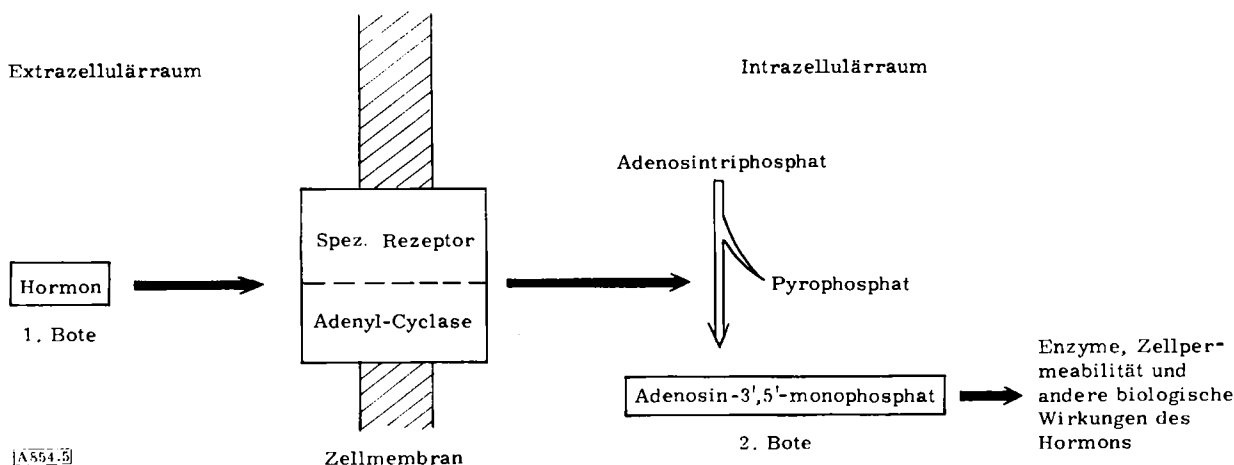 Extrazellulärraum
Intrazellulärraum
Adenosintriphosphat
Spez. Rezeptor
Hormon
Pyrophosphat
Adenyl-Cyclase
1. Bote
Enzyme, Zellper-
meabilität und
andere biologische
Wirkungen des
Hormons
Adenosin-3',5'-monophosphat
2. Bote
Zellmembran
A854.5